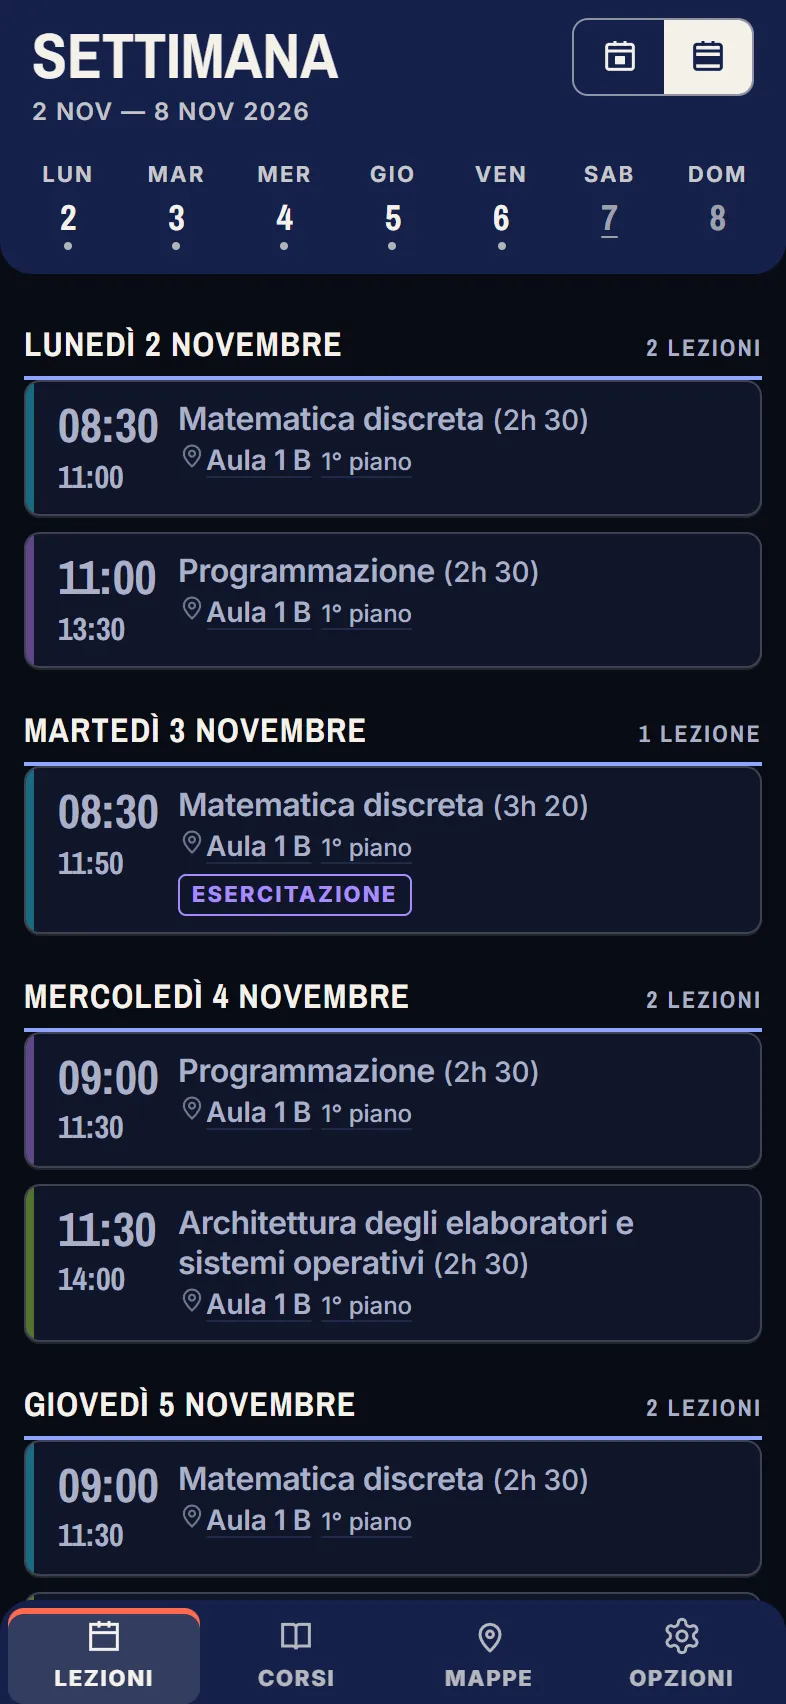 SETTIMANA
2 NOV — 8 NOV 2026
LUN MAR MER GIO VEN SAB DOM
2 3 4 5 6 7 8
LUNEDÌ 2 NOVEMBRE 2 LEZIONI
08:30 Matematica discreta (2h 30)
11:00 Aula 1 B 1° piano
11:00 Programmazione (2h 30)
13:30 Aula 1 B 1° piano
MARTEDÌ 3 NOVEMBRE 1 LEZIONE
08:30 Matematica discreta (3h 20)
11:50 Aula 1 B 1° piano
ESERCITAZIONE
MERCOLEDÌ 4 NOVEMBRE 2 LEZIONI
09:00 Programmazione (2h 30)
11:30 Aula 1 B 1° piano
11:30 Architettura degli elaboratori e
14:00 sistemi operativi (2h 30)
Aula 1 B 1° piano
GIOVEDÌ 5 NOVEMBRE 2 LEZIONI
09:00 Matematica discreta (2h 30)
11:30 Aula 1 B 1° piano
LEZIONI CORSI MAPPE OPZIONI